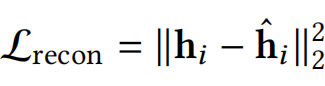 ℒ_recon = ‖𝐡_i − 𝐡̂_i‖₂²